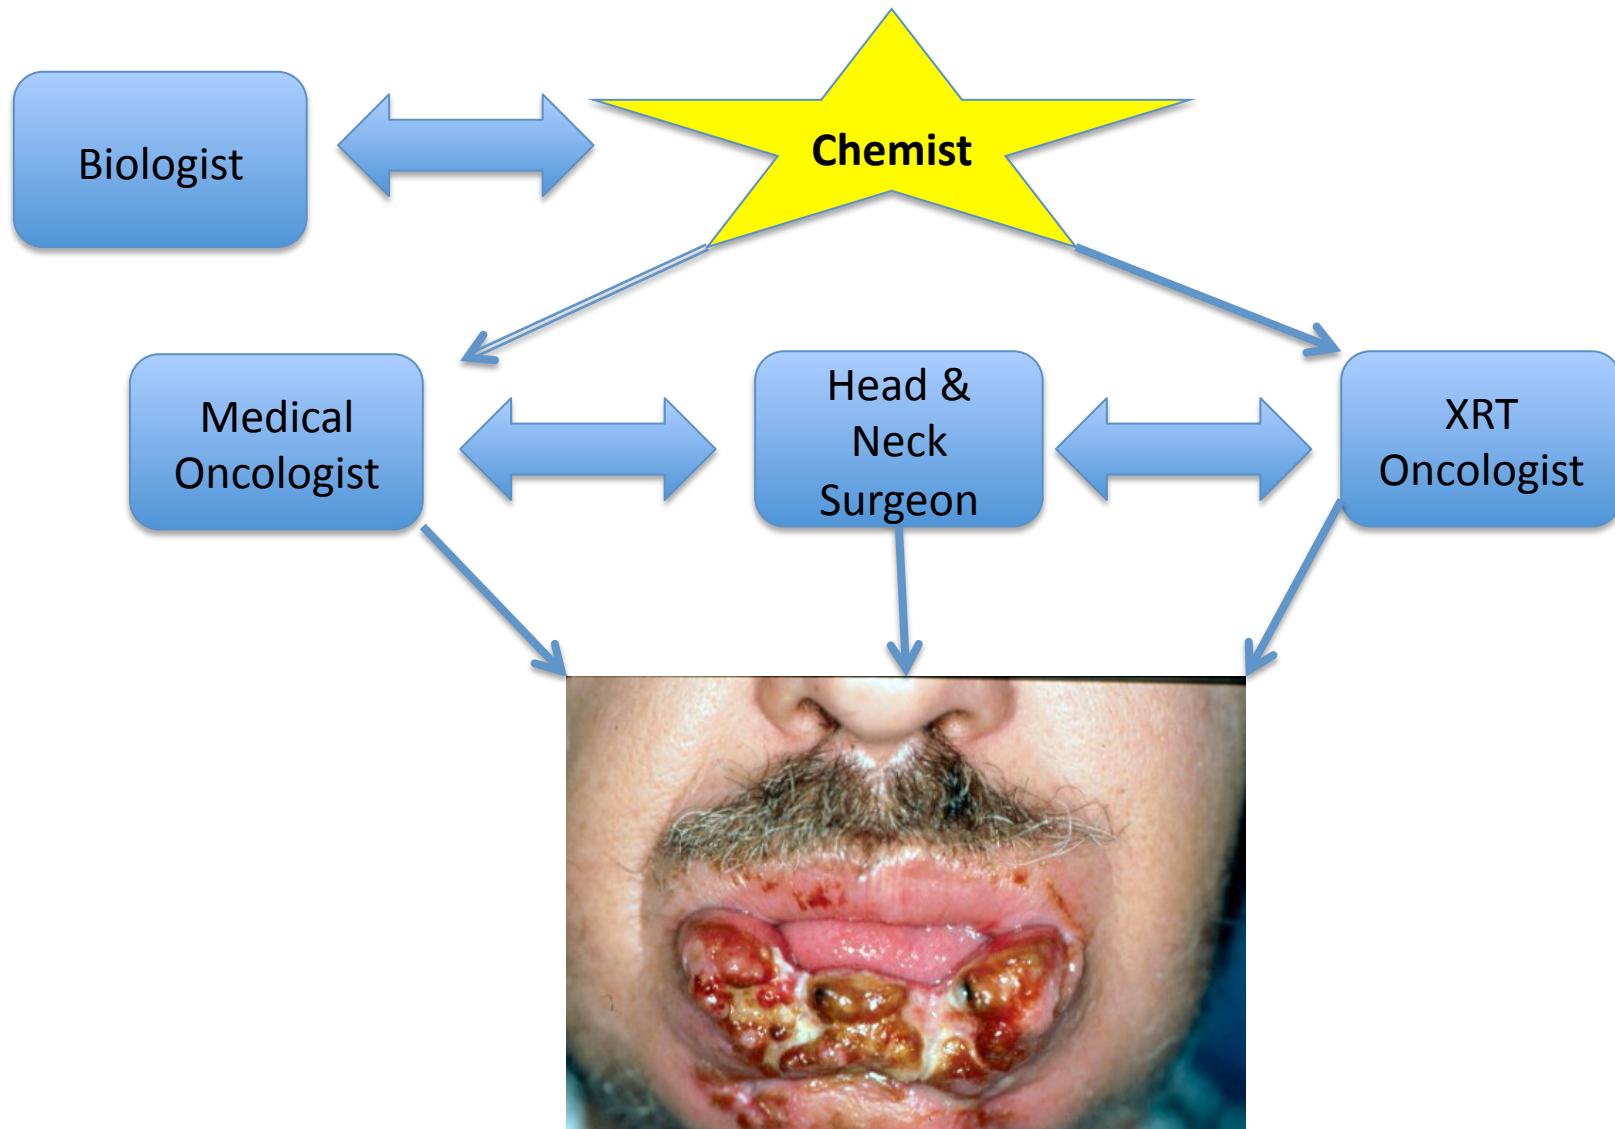 Biologist
Chemist
Medical
Oncologist
Head &
Neck
Surgeon
XRT
Oncologist